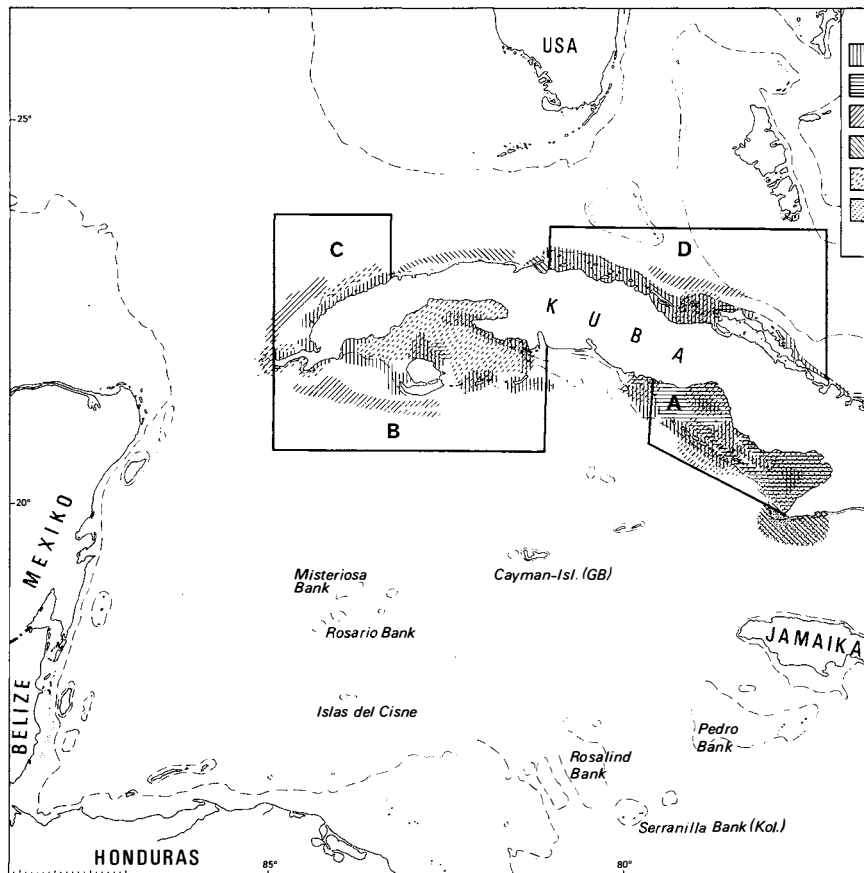 USA
25°
C
D
K U B A
A
B
20°
MEXIKO
Misteriosa
Bank
Cayman-Isl. (GB)
Rosario Bank
JAMAIKA
BELIZE
Islas del Cisne
Pedro
Bank
Rosalind
Bank
Serranilla Bank (Kol.)
HONDURAS
85°
80°